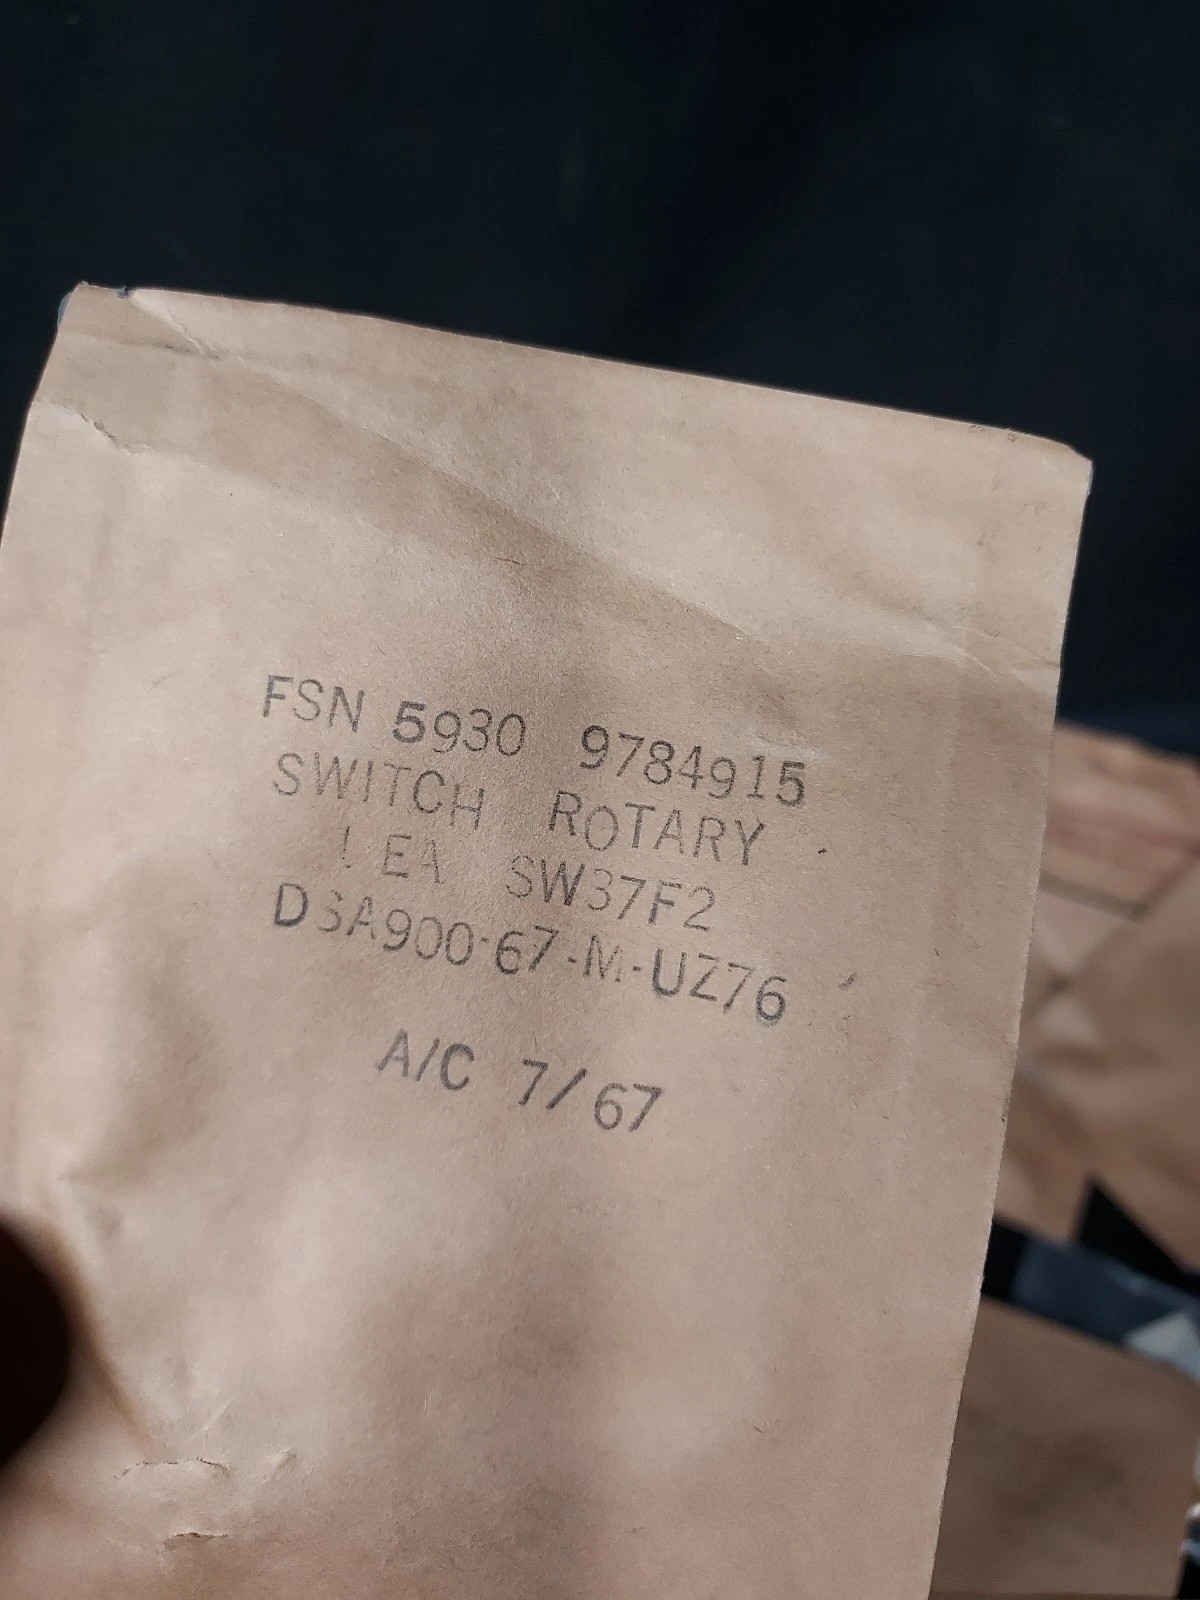 FSN 5930 9784915
SWITCH ROTARY
1 EA SW37F2
DSA900-67-M-UZ76
A/C 7/67